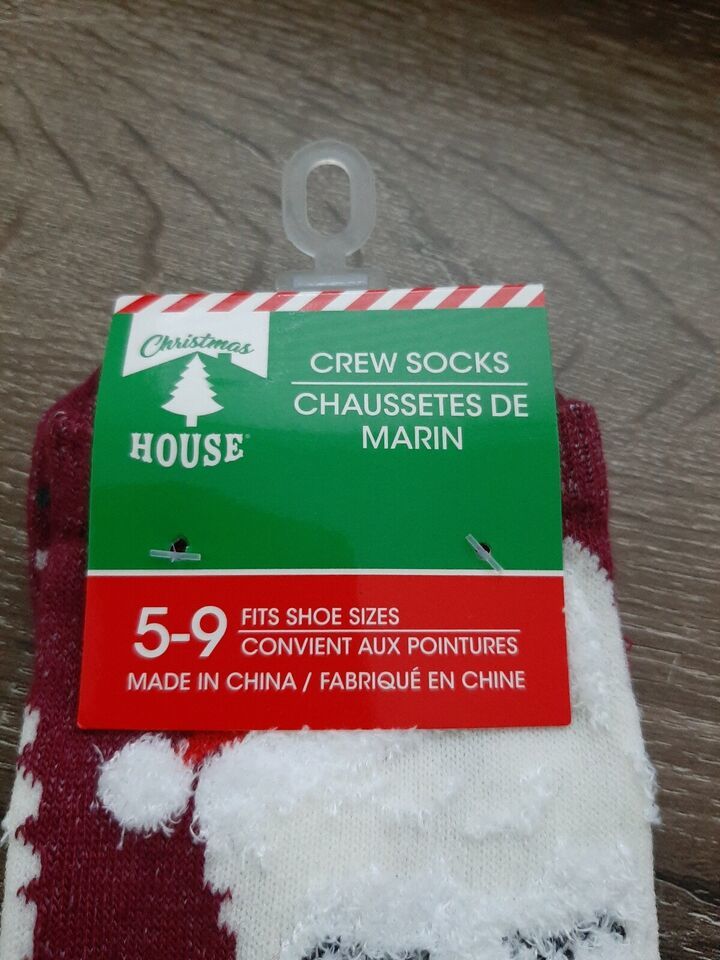 Christmas
HOUSE
CREW SOCKS
CHAUSSETES DE
MARIN
5-9
FITS SHOE SIZES
CONVIENT AUX POINTURES
MADE IN CHINA / FABRIQUÉ EN CHINE